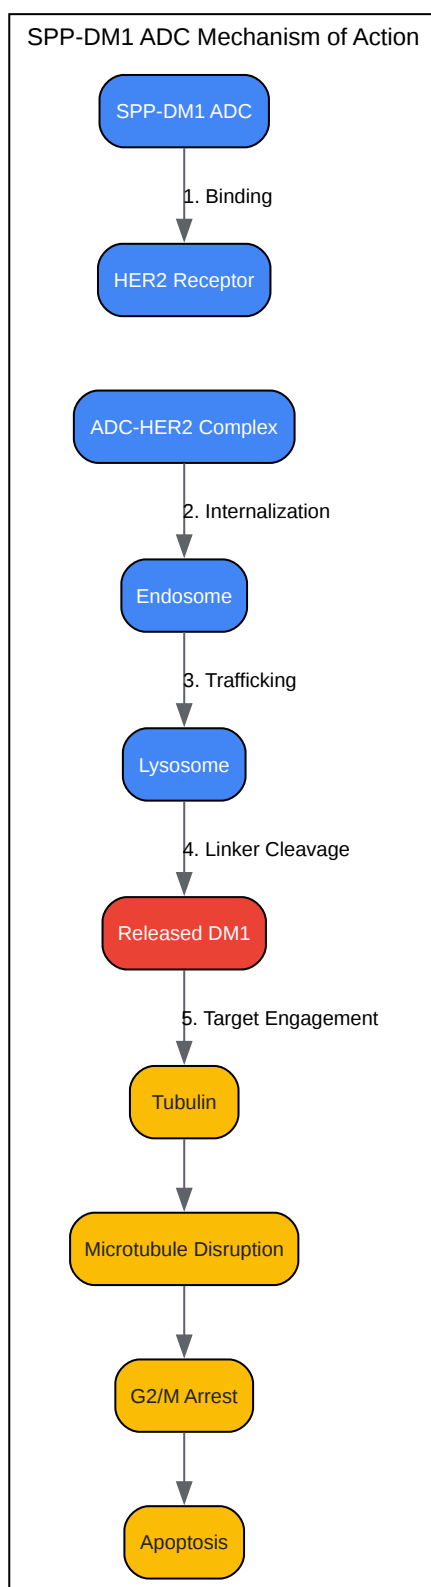 SPP-DM1 ADC Mechanism of Action
SPP-DM1 ADC
1. Binding
HER2 Receptor
ADC-HER2 Complex
2. Internalization
Endosome
3. Trafficking
Lysosome
4. Linker Cleavage
Released DM1
5. Target Engagement
Tubulin
Microtubule Disruption
G2/M Arrest
Apoptosis